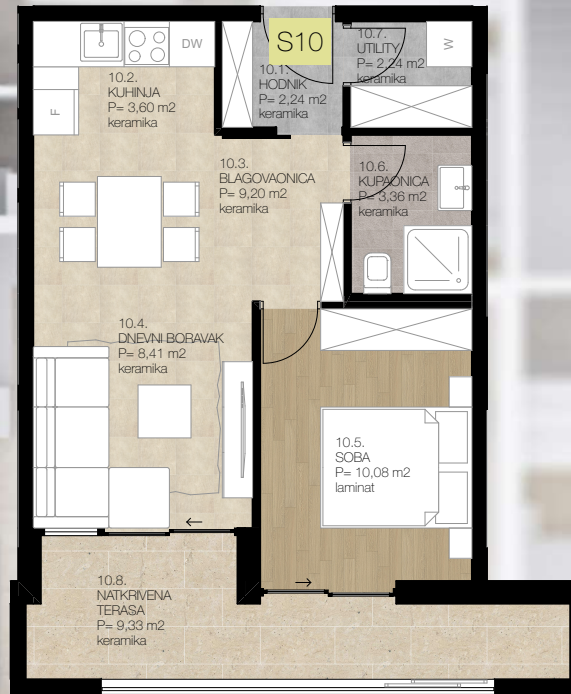 S10
10.7.
UTILITY
P= 2,24 m2
keramika
W
DW
10.1.
HODNIK
P= 2,24 m2
keramika
10.2.
KUHINJA
P= 3,60 m2
keramika
F
10.3.
BLAGOVAONICA
P= 9,20 m2
keramika
10.6.
KUPAONICA
P= 3,36 m2
keramika
10.4.
DNEVNI BORAVAK
P= 8,41 m2
keramika
10.5.
SOBA
P= 10,08 m2
laminat
10.8.
NATKRIVENA
TERASA
P= 9,33 m2
keramika